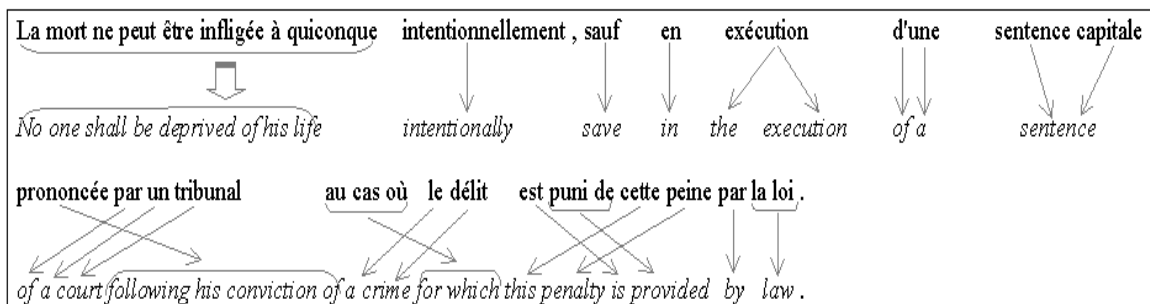 La mort ne peut être infligée à quiconque intentionnellement , sauf en exécution d'une sentence capitale
No one shall be deprived of his life intentionally save in the execution of a sentence
prononcée par un tribunal au cas où le délit est puni de cette peine par la loi .
of a court following his conviction of a crime for which this penalty is provided by law .